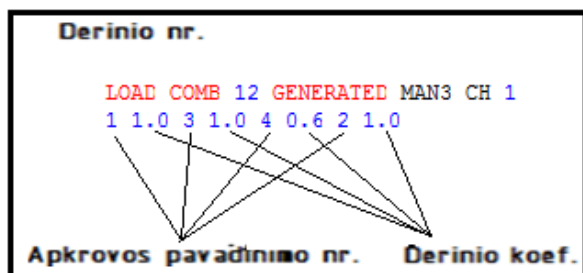 Derinio nr.
LOAD COMB 12 GENERATED MAN3 CH 1
1 1.0 3 1.0 4 0.6 2 1.0
Apkrovos pavadinimo nr. Derinio koef.